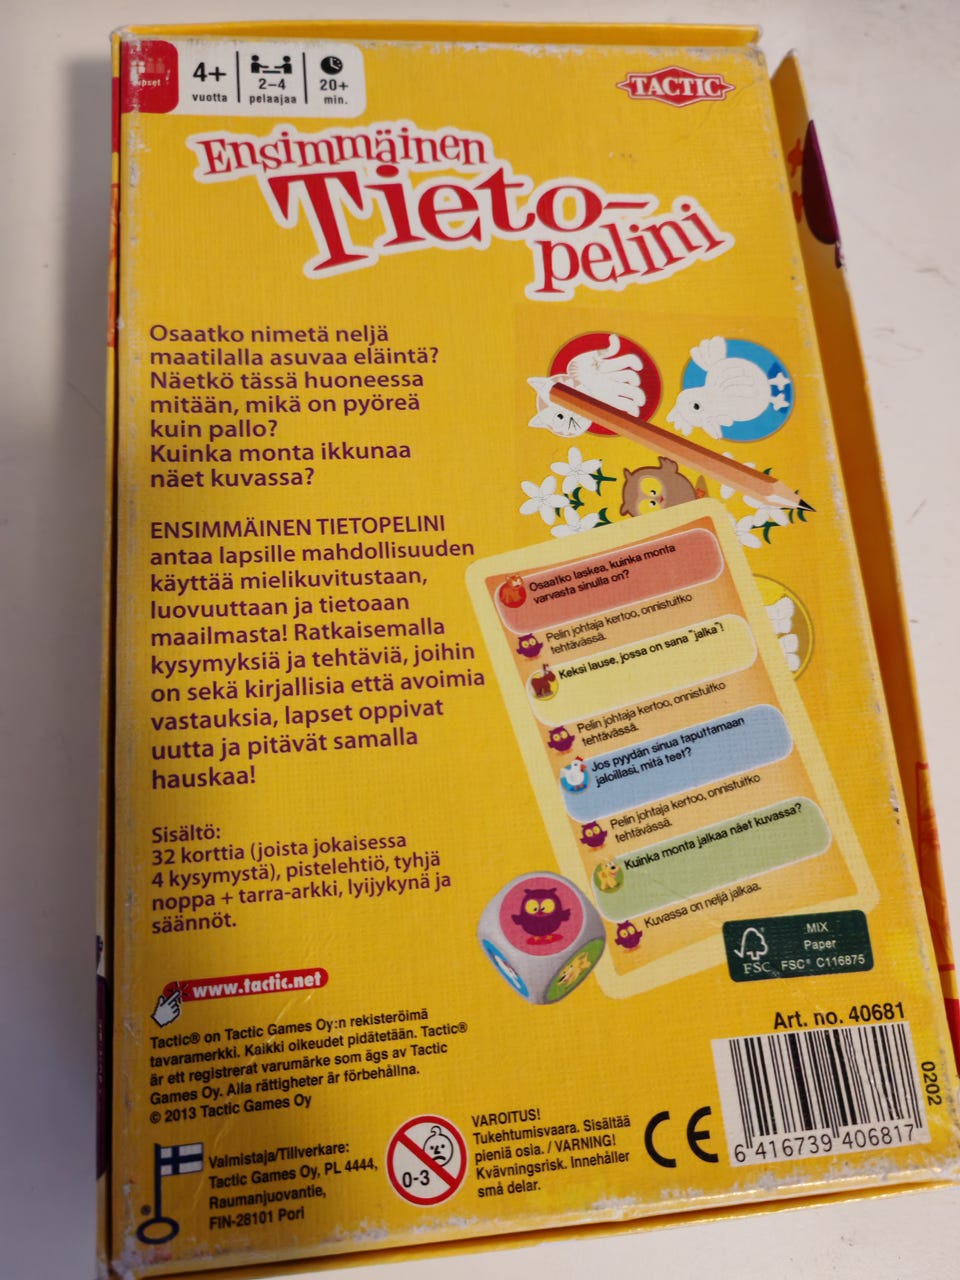 lapset
4+
vuotta
2–4
pelaajaa
20+
min.
TACTIC
Ensimmäinen
Tieto-
pelini
Osaatko nimetä neljä
maatilalla asuvaa eläintä?
Näetkö tässä huoneessa
mitään, mikä on pyöreä
kuin pallo?
Kuinka monta ikkunaa
näet kuvassa?
ENSIMMÄINEN TIETOPELINI
antaa lapsille mahdollisuuden
käyttää mielikuvitustaan,
luovuuttaan ja tietoaan
maailmasta! Ratkaisemalla
kysymyksiä ja tehtäviä, joihin
on sekä kirjallisia että avoimia
vastauksia, lapset oppivat
uutta ja pitävät samalla
hauskaa!
Sisältö:
32 korttia (joista jokaisessa
4 kysymystä), pistelehtiö, tyhjä
noppa + tarra-arkki, lyijykynä ja
säännöt.
Osaatko laskea, kuinka monta
varvasta sinulla on?
Pelin johtaja kertoo, onnistuitko
tehtävässä.
Keksi lause, jossa on sana "jalka"!
Pelin johtaja kertoo, onnistuitko
tehtävässä.
Jos pyydän sinua taputtamaan
jaloillasi, mitä teet?
Pelin johtaja kertoo, onnistuitko
tehtävässä.
Kuinka monta jalkaa näet kuvassa?
Kuvassa on neljä jalkaa.
MIX
Paper
FSC
FSC® C116875
www.tactic.net
Tactic® on Tactic Games Oy:n rekisteröimä
tavaramerkki. Kaikki oikeudet pidätetään. Tactic®
är ett registrerat varumärke som ägs av Tactic
Games Oy. Alla rättigheter är förbehållna.
© 2013 Tactic Games Oy
Valmistaja/Tillverkare:
Tactic Games Oy, PL 4444,
Raumanjuovantie,
FIN-28101 Pori
®
0-3
VAROITUS!
Tukehtumisvaara. Sisältää
pieniä osia. / VARNING!
Kvävningsrisk. Innehåller
små delar.
CE
Art. no. 40681
0202
6 416739 406817